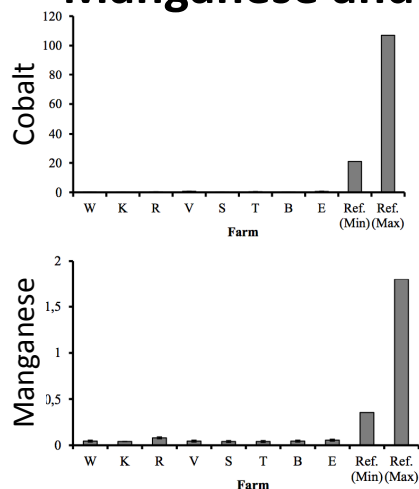 Manganese and
Cobalt
120
100
80
60
40
20
0
W K R V S T B E Ref. (Min) Ref. (Max)
Farm
Manganese
2
1,5
1
0,5
0
W K R V S T B E Ref. (Min) Ref. (Max)
Farm